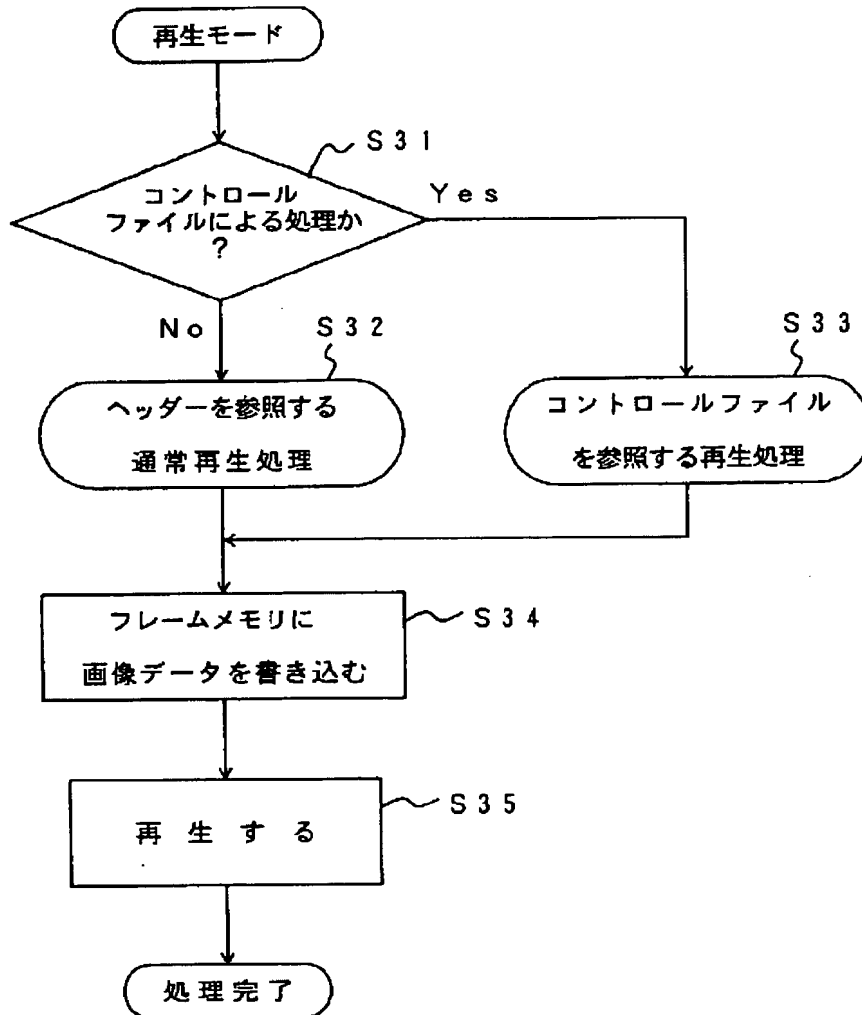 再生モード
S31
コントロール
ファイルによる処理か
?
Yes
No
S32
S33
ヘッダーを参照する
通常再生処理
コントロールファイル
を参照する再生処理
フレームメモリに
画像データを書き込む
S34
再生する
S35
処理完了